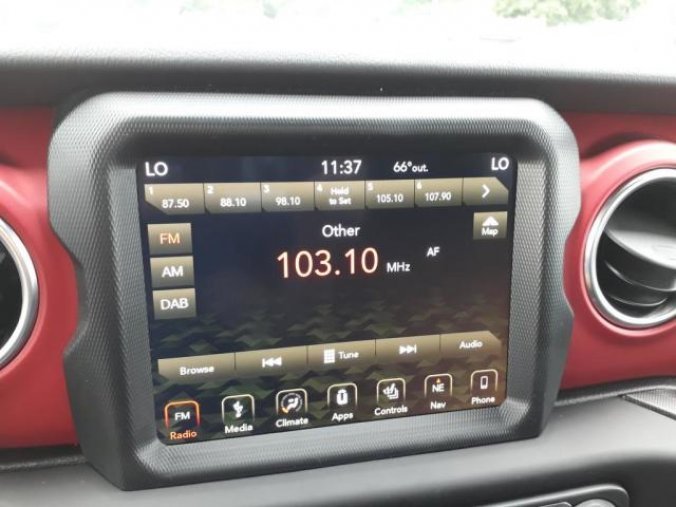 LO 11:37 66°out. LO
1 87.50 2 88.10 3 98.10 4 Hold to Set 5 105.10 6 107.90
FM Other Map
103.10 MHz AF
AM
DAB
Browse Tune Audio
FM NE
Radio Media Climate Apps Controls Nav Phone